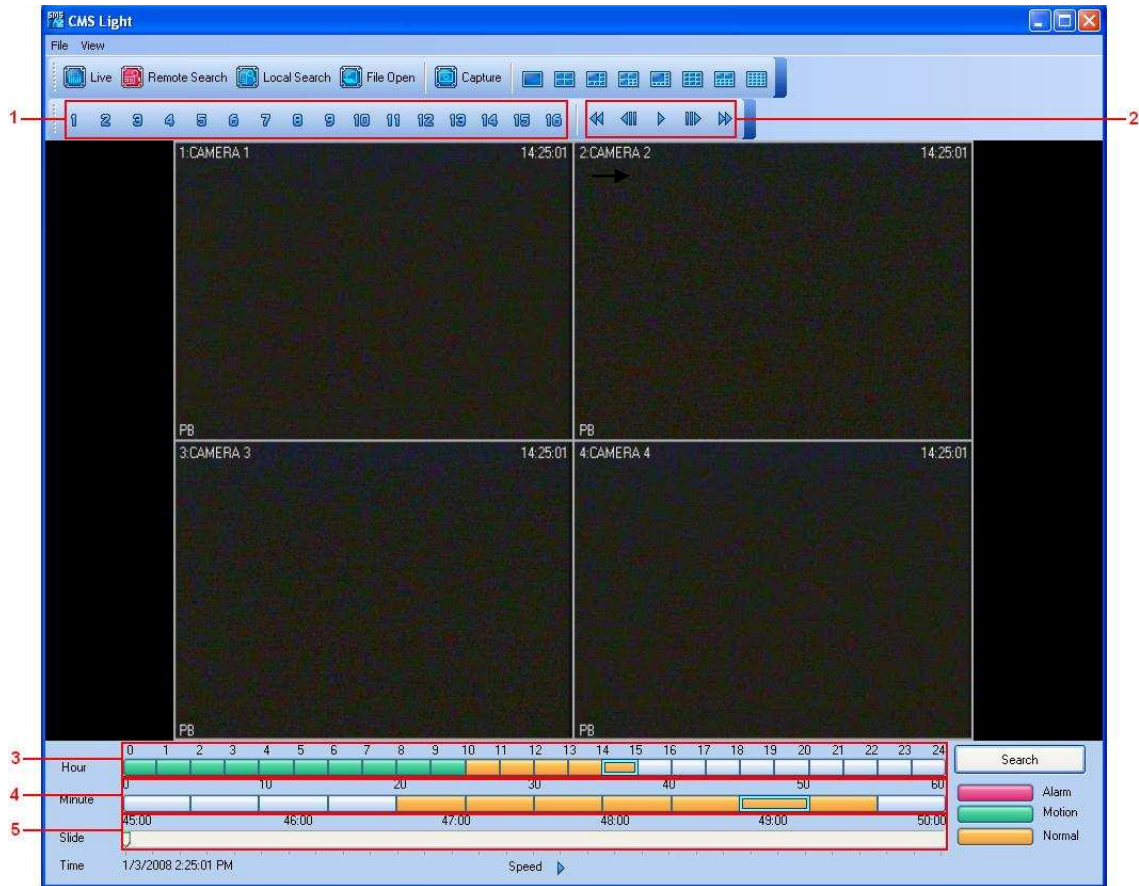 CMS Light
File View
Live Remote Search Local Search File Open Capture
1 1 2 3 4 5 6 7 8 9 10 11 12 13 14 15 16 2
1:CAMERA 1 14:25:01 2:CAMERA 2 14:25:01
PB PB
3:CAMERA 3 14:25:01 4:CAMERA 4 14:25:01
PB PB
0 1 2 3 4 5 6 7 8 9 10 11 12 13 14 15 16 17 18 19 20 21 22 23 24
3 Hour Search
0 10 20 30 40 50 60
4 Minute Alarm
45:00 46:00 47:00 48:00 49:00 50:00 Motion
5 Slide Normal
Time 1/3/2008 2:25:01 PM Speed